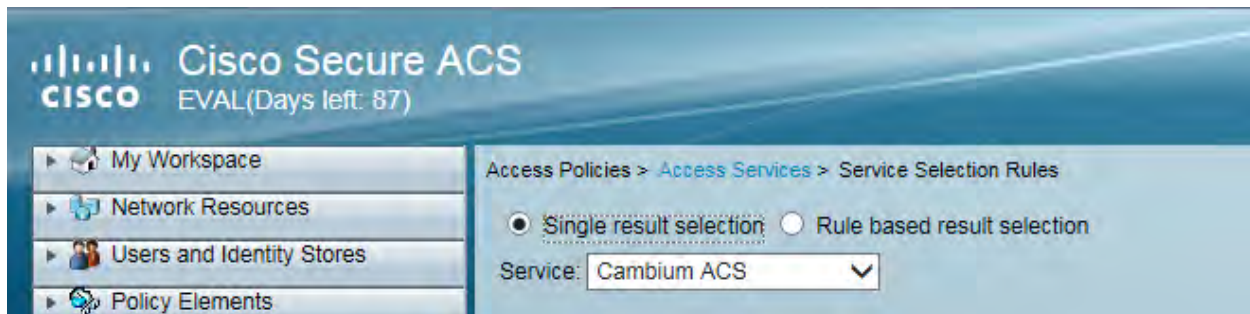 Cisco Secure ACS
CISCO EVAL(Days left: 87)
My Workspace
Network Resources
Users and Identity Stores
Policy Elements
Access Policies > Access Services > Service Selection Rules
Single result selection Rule based result selection
Service: Cambium ACS